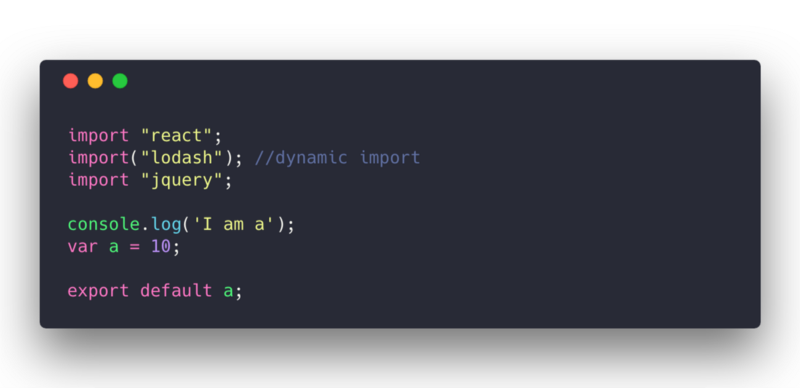 import "react";
import("lodash"); //dynamic import
import "jquery";
console.log('I am a');
var a = 10;
export default a;